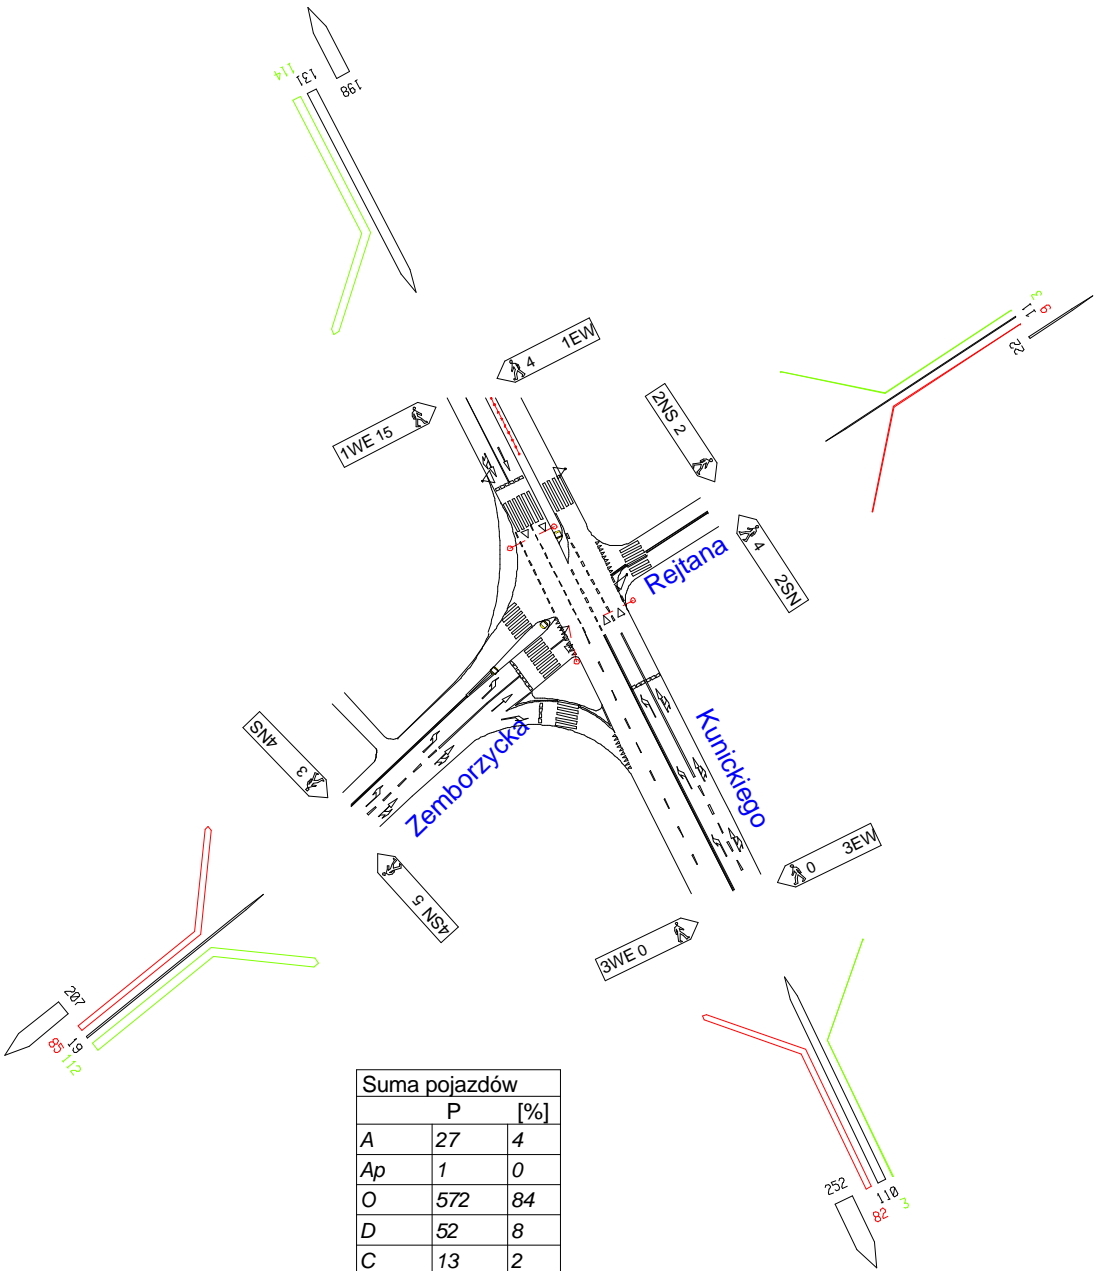 114
131
198
1EW
4
1WE 15
2NS 2
3
11
9
22
4
2SN
Rejtana
Kunickiego
Zemborzycka
4NS
3
4SN 5
0
3EW
3WE 0
207
85
19
112
252
110
82
3
Suma pojazdów
P [%]
A 27 4
Ap 1 0
O 572 84
D 52 8
C 13 2